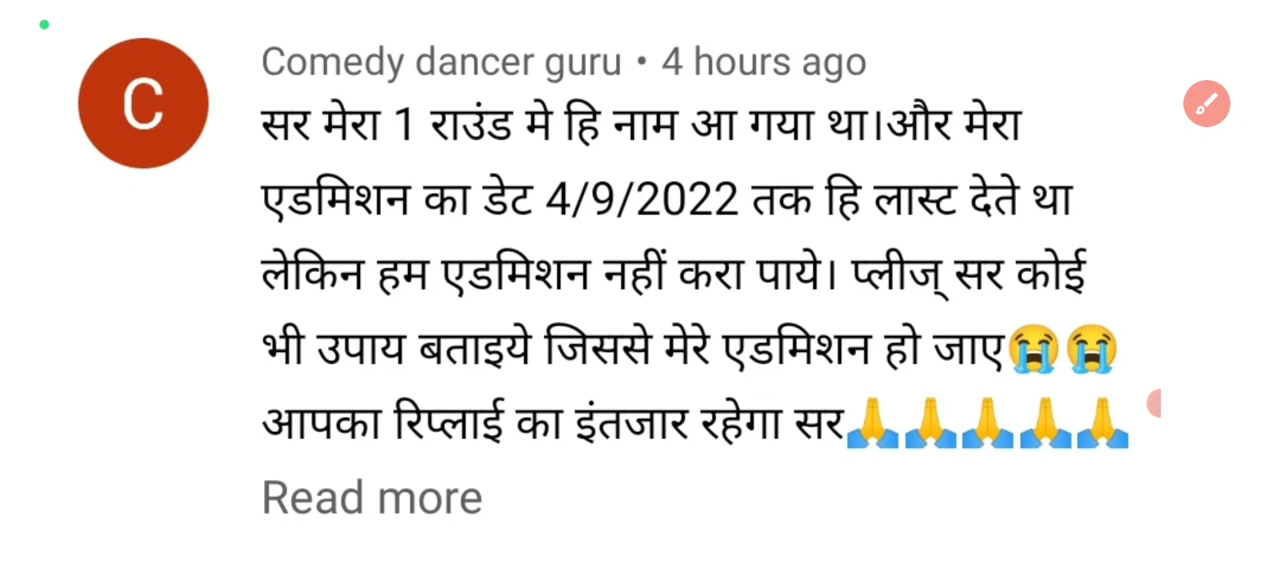 C
Comedy dancer guru • 4 hours ago
सर मेरा 1 राउंड मे हि नाम आ गया था।और मेरा
एडमिशन का डेट 4/9/2022 तक हि लास्ट देते था
लेकिन हम एडमिशन नहीं करा पाये। प्लीज् सर कोई
भी उपाय बताइये जिससे मेरे एडमिशन हो जाए😭😭
आपका रिप्लाई का इंतजार रहेगा सर🙏🙏🙏🙏🙏
Read more